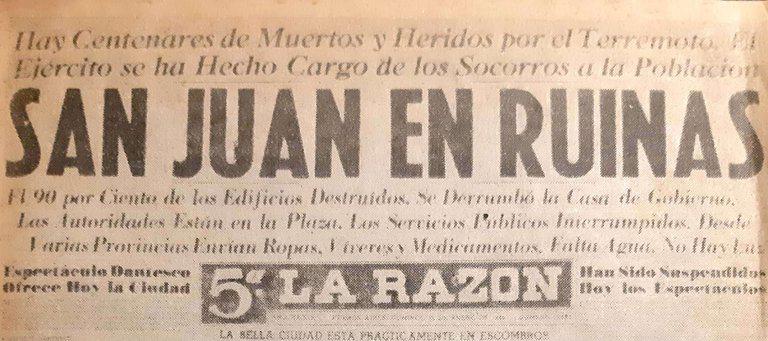 Hay Centenares de Muertos y Heridos por el Terremoto. El
Ejército se ha Hecho Cargo de los Socorros a la Población
SAN JUAN EN RUINAS
El 90 por Ciento de los Edificios Destruídos. Se Derrumbó la Casa de Gobierno.
Las Autoridades Están en la Plaza. Los Servicios Públicos Interrumpidos. Desde
Varias Provincias Envían Ropas, Víveres y Medicamentos. Falta Agua. No Hay Luz
Espectáculo Dantesco
Ofrece Hoy la Ciudad
5ª LA RAZON
Han Sido Suspendidos
Hoy los Espectáculos
LA BELLA CIUDAD ESTA PRACTICAMENTE EN ESCOMBROS